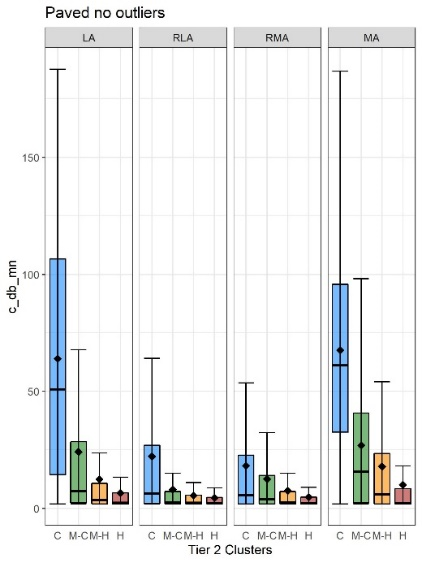 Paved no outliers
LA RLA RMA MA
150
100
50
0
c_db_mn
C M-C M-H H C M-C M-H H C M-C M-H H C M-C M-H H
Tier 2 Clusters